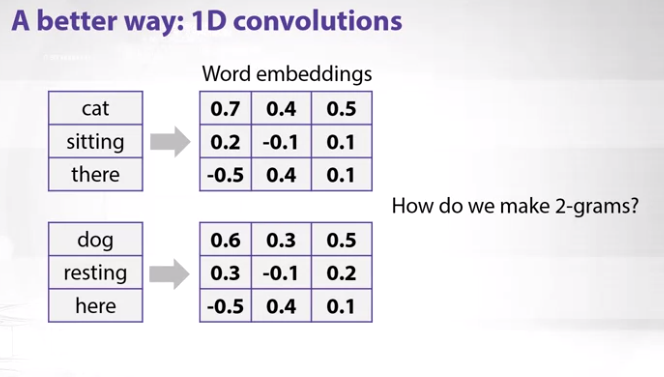 A better way: 1D convolutions
Word embeddings
cat 0.7 0.4 0.5
sitting 0.2 -0.1 0.1
there -0.5 0.4 0.1
How do we make 2-grams?
dog 0.6 0.3 0.5
resting 0.3 -0.1 0.2
here -0.5 0.4 0.1